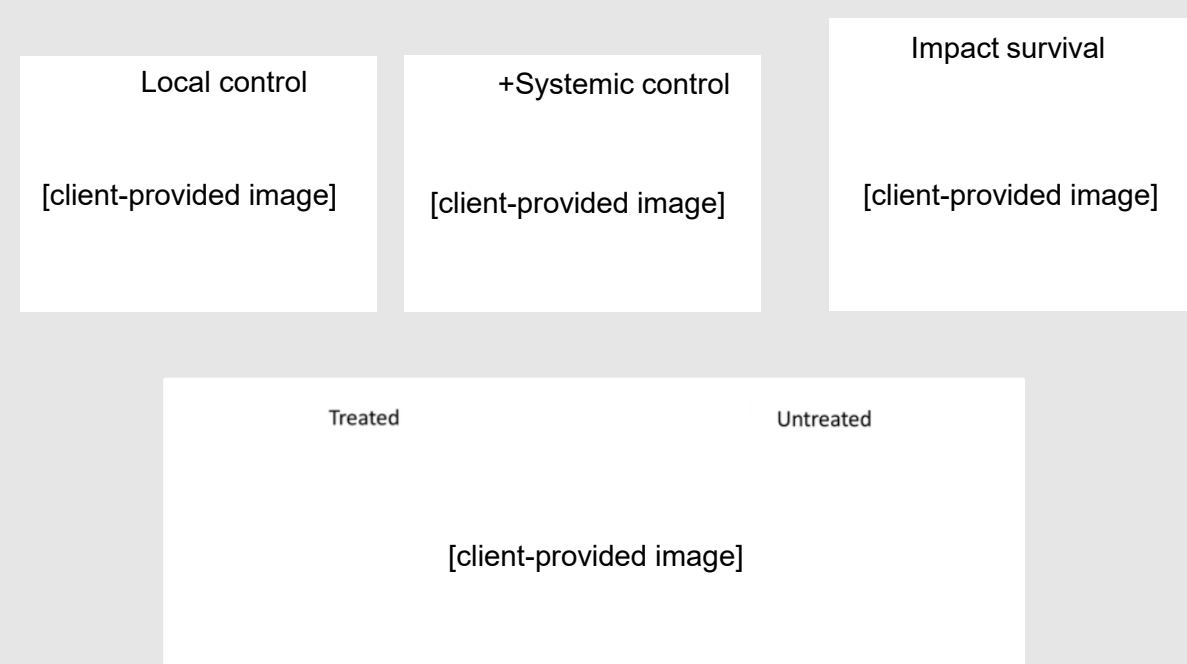 Local control
+Systemic control
Impact survival
[client-provided image]
[client-provided image]
[client-provided image]
Treated
Untreated
[client-provided image]